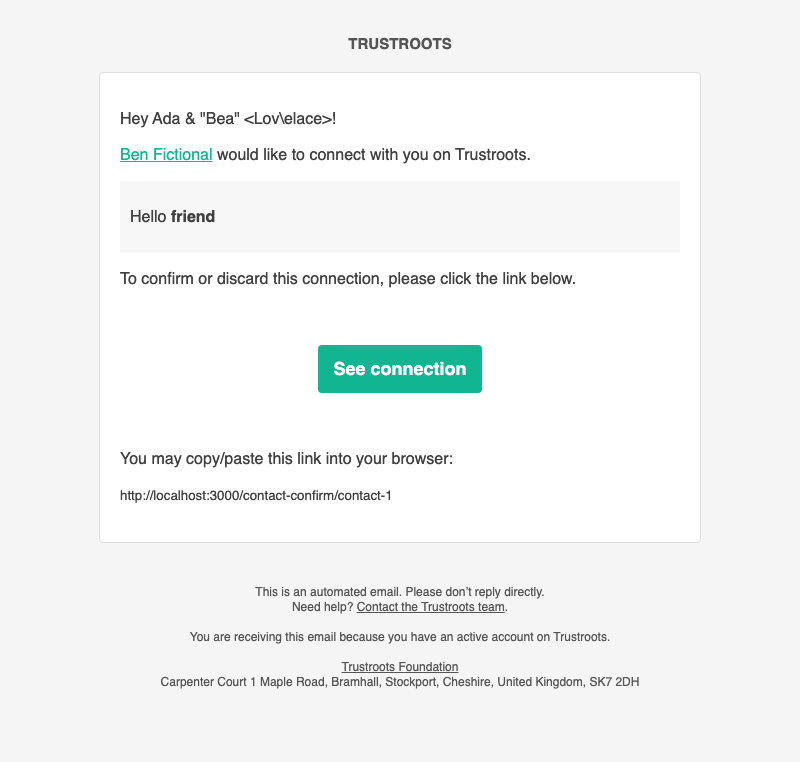 TRUSTROOTS
Hey Ada & "Bea" <Lov\elace>!
Ben Fictional would like to connect with you on Trustroots.
Hello friend
To confirm or discard this connection, please click the link below.
See connection
You may copy/paste this link into your browser:
http://localhost:3000/contact-confirm/contact-1
This is an automated email. Please don’t reply directly.
Need help? Contact the Trustroots team.
You are receiving this email because you have an active account on Trustroots.
Trustroots Foundation
Carpenter Court 1 Maple Road, Bramhall, Stockport, Cheshire, United Kingdom, SK7 2DH